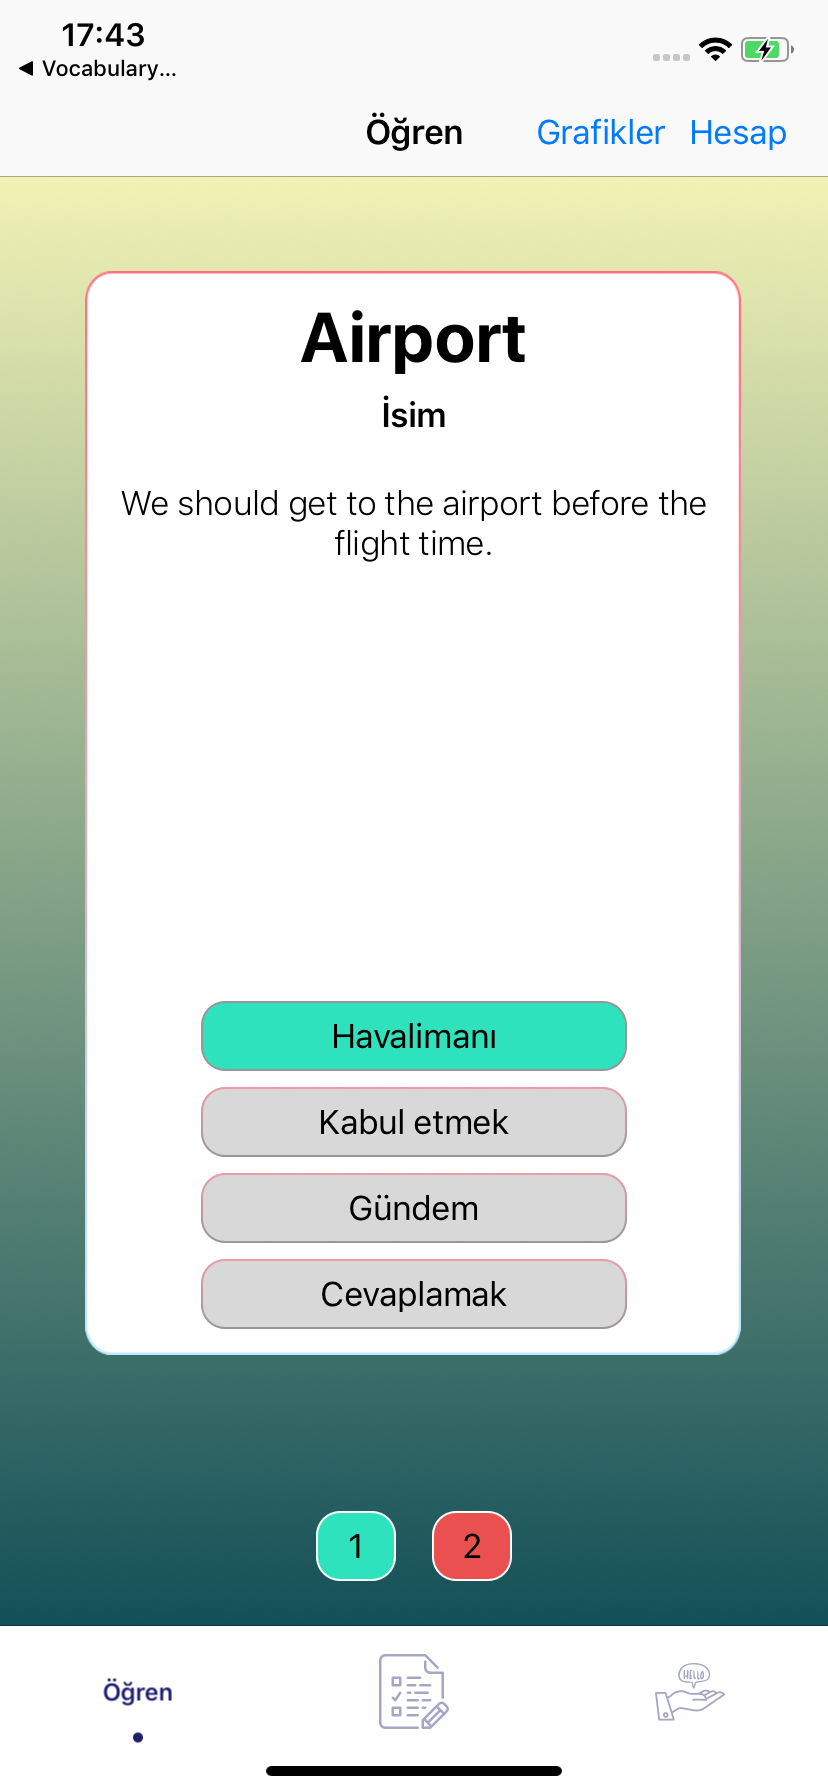 17:43
◀ Vocabulary...
Öğren
Grafikler
Hesap
Airport
İsim
We should get to the airport before the
flight time.
Havalimanı
Kabul etmek
Gündem
Cevaplamak
1
2
Öğren
HELLO